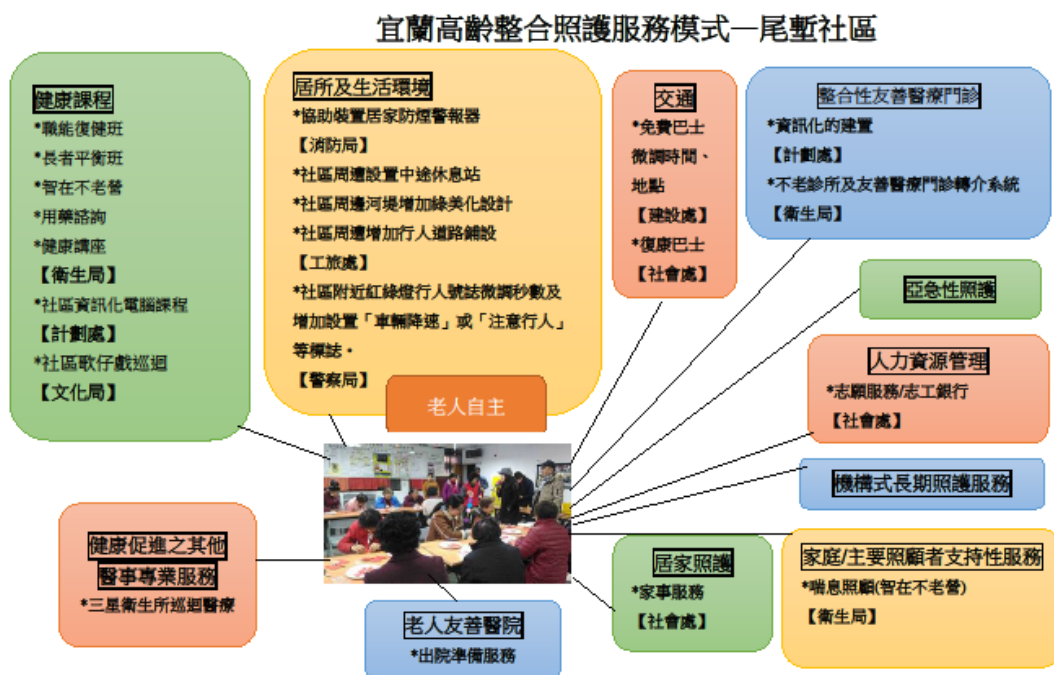 宜蘭高齡整合照護服務模式—尾塹社區
健康課程
*職能復健班
*長者平衡班
*智在不老營
*用藥諮詢
*健康講座
【衛生局】
*社區資訊化電腦課程
【計劃處】
*社區歌仔戲巡迴
【文化局】
居所及生活環境
*協助裝置居家防煙警報器
【消防局】
*社區周遭設置中途休息站
*社區周邊河堤增加綠美化設計
*社區周遭增加行人道路鋪設
【工旅處】
*社區附近紅綠燈行人號誌微調秒數及
增加設置「車輛降速」或「注意行人」
等標誌。
【警察局】
老人自主
交通
*免費巴士
微調時間、
地點
【建設處】
*復康巴士
【社會處】
整合性友善醫療門診
*資訊化的建置
【計劃處】
*不老診所及友善醫療門診轉介系統
【衛生局】
亞急性照護
人力資源管理
*志願服務/志工銀行
【社會處】
機構式長期照護服務
健康促進之其他
醫事專業服務
*三星衛生所巡迴醫療
老人友善醫院
*出院準備服務
居家照護
*家事服務
【社會處】
家庭/主要照顧者支持性服務
*喘息照顧(智在不老營)
【衛生局】